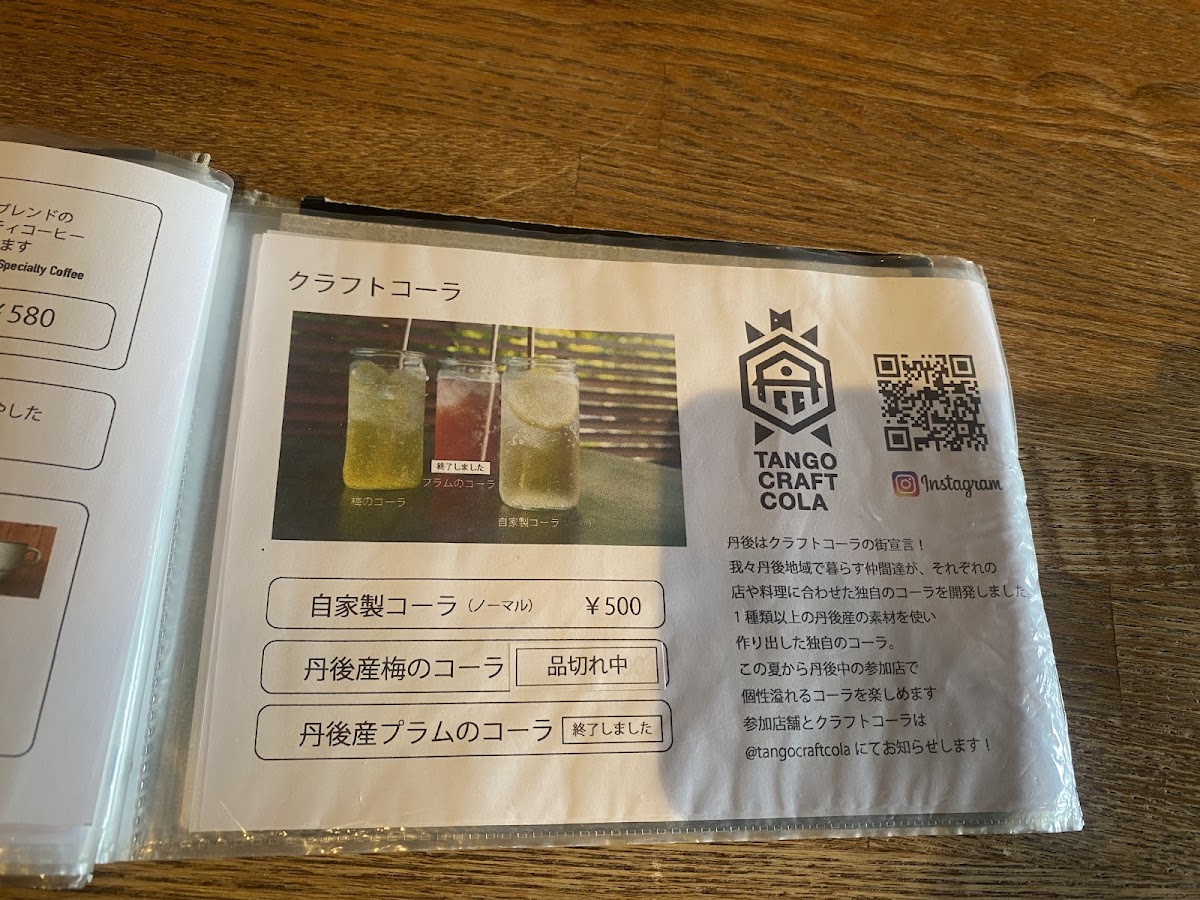 ブレンドの
ティコーヒー
ます
Specialty Coffee
¥580
やした
クラフトコーラ
終了しました
梅のコーラ
プラムのコーラ
自家製コーラ
自家製コーラ（ノーマル） ¥500
丹後産梅のコーラ 品切れ中
丹後産プラムのコーラ 終了しました
TANGO
CRAFT
COLA
Instagram
丹後はクラフトコーラの街宣言！
我々丹後地域で暮らす仲間達が、それぞれの
店や料理に合わせた独自のコーラを開発しました
1種類以上の丹後産の素材を使い
作り出した独自のコーラ。
この夏から丹後中の参加店で
個性溢れるコーラを楽しめます
参加店舗とクラフトコーラは
@tangocraftcola にてお知らせします！